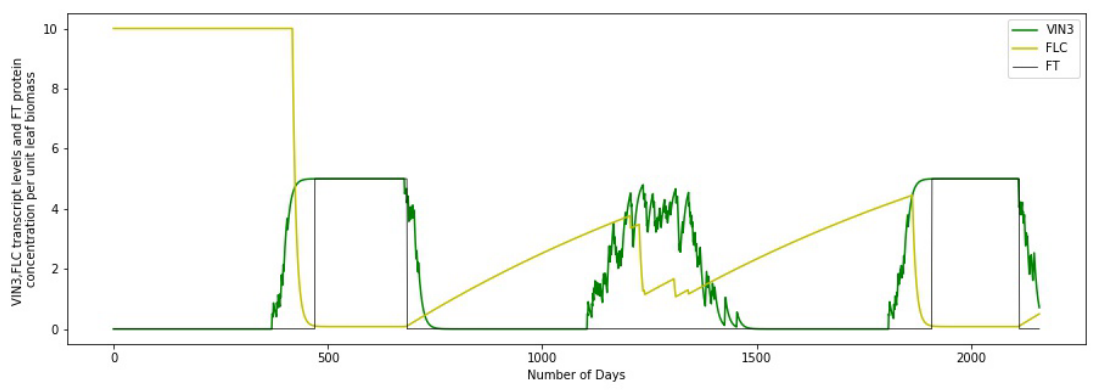 VIN3,FLC transcript levels and FT protein
concentration per unit leaf biomass
10
8
6
4
2
0
0
500
1000
1500
2000
Number of Days
VIN3
FLC
FT